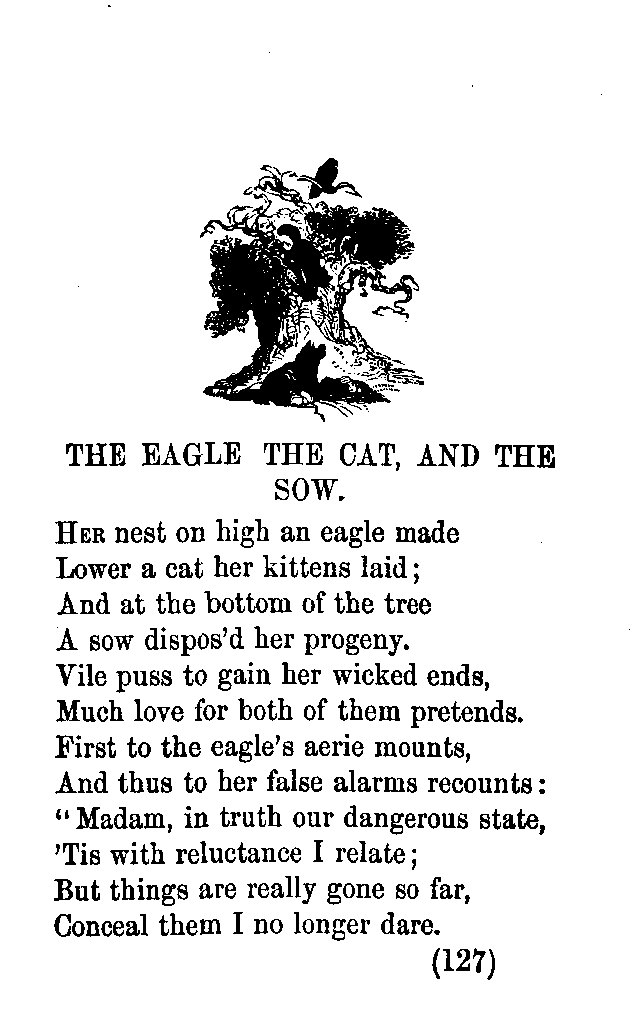 THE EAGLE THE CAT, AND THE
SOW.
HER nest on high an eagle made
Lower a cat her kittens laid;
And at the bottom of the tree
A sow dispos'd her progeny.
Vile puss to gain her wicked ends,
Much love for both of them pretends.
First to the eagle's aerie mounts,
And thus to her false alarms recounts:
“Madam, in truth our dangerous state,
'Tis with reluctance I relate;
But things are really gone so far,
Conceal them I no longer dare.
(127)